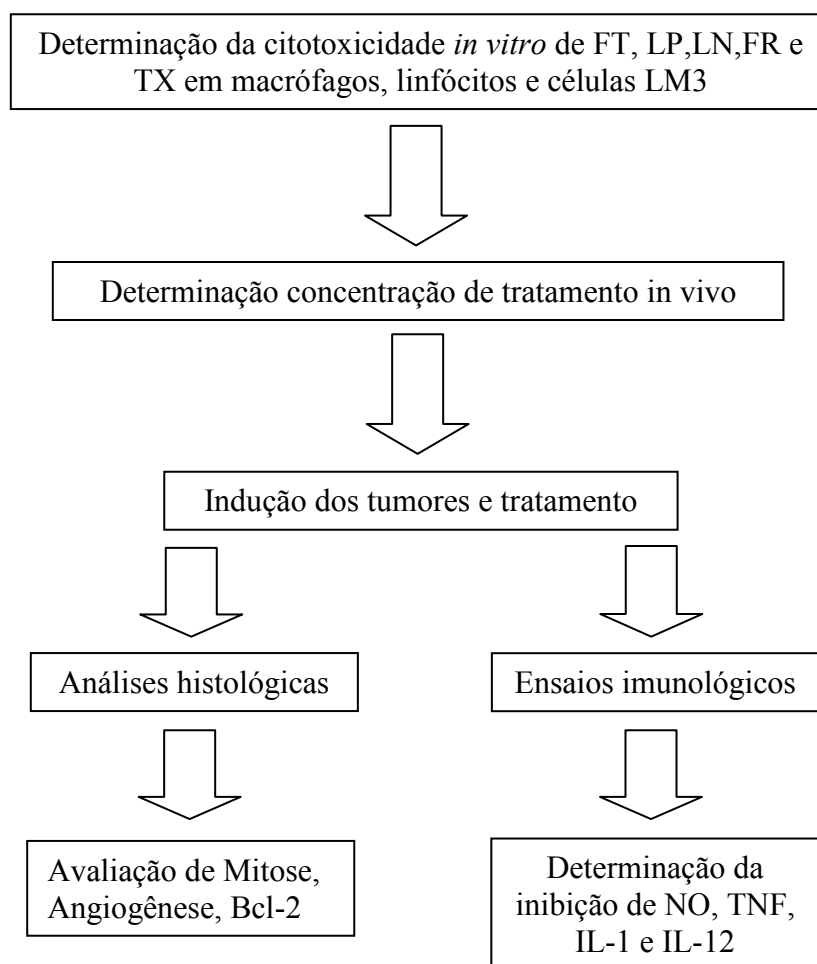 Determinação da citotoxicidade in vitro de FT, LP,LN,FR e
TX em macrófagos, linfócitos e células LM3
Determinação concentração de tratamento in vivo
Indução dos tumores e tratamento
Análises histológicas
Ensaios imunológicos
Avaliação de Mitose,
Angiogênese, Bcl-2
Determinação da
inibição de NO, TNF,
IL-1 e IL-12